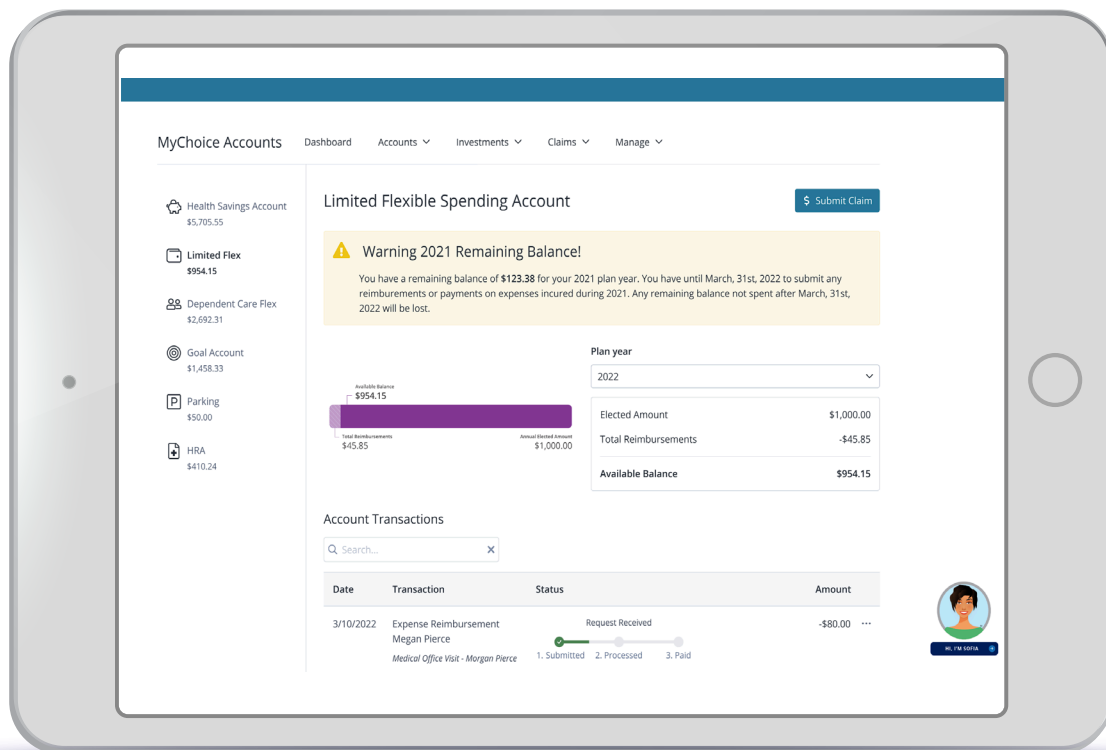 MyChoice Accounts
Dashboard
Accounts
Investments
Claims
Manage
Health Savings Account
$5,705.55
Limited Flex
$954.15
Dependent Care Flex
$2,692.31
Goal Account
$1,458.33
P Parking
$50.00
HRA
$410.24
Limited Flexible Spending Account
$ Submit Claim
Warning 2021 Remaining Balance!
You have a remaining balance of $123.38 for your 2021 plan year. You have until March, 31st, 2022 to submit any
reimburements or payments on expenses incured during 2021. Any remaining balance not spent after March, 31st,
2022 will be lost.
Available Balance
$954.15
Total Reimbursements
$45.85
Annual Elected Amount
$1,000.00
Plan year
2022
Elected Amount $1,000.00
Total Reimbursements -$45.85
Available Balance $954.15
Account Transactions
Search...
Date Transaction Status Amount
3/10/2022 Expense Reimbursement Request Received -$80.00
Megan Pierce
Medical Office Visit - Morgan Pierce
1. Submitted 2. Processed 3. Paid
HI, I'M SOFIA